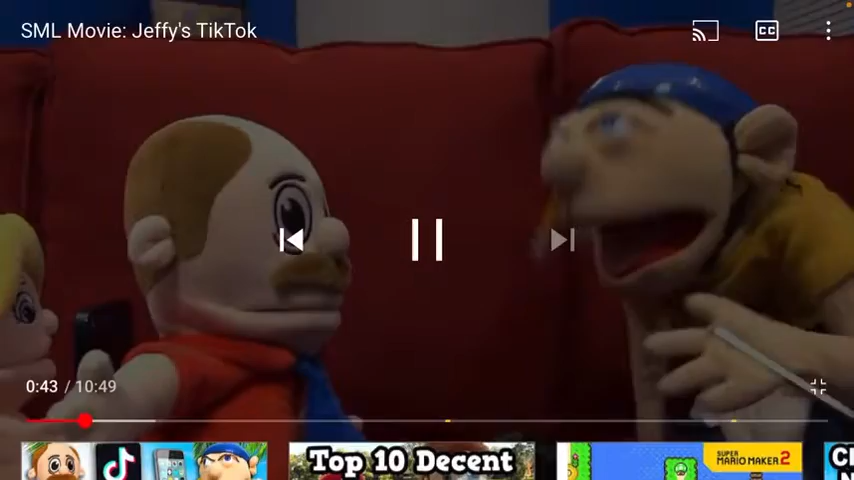 SML Movie: Jeffy's TikTok
CC
0:43 / 10:49
Top 10 Decent
SUPER
MARIO MAKER 2